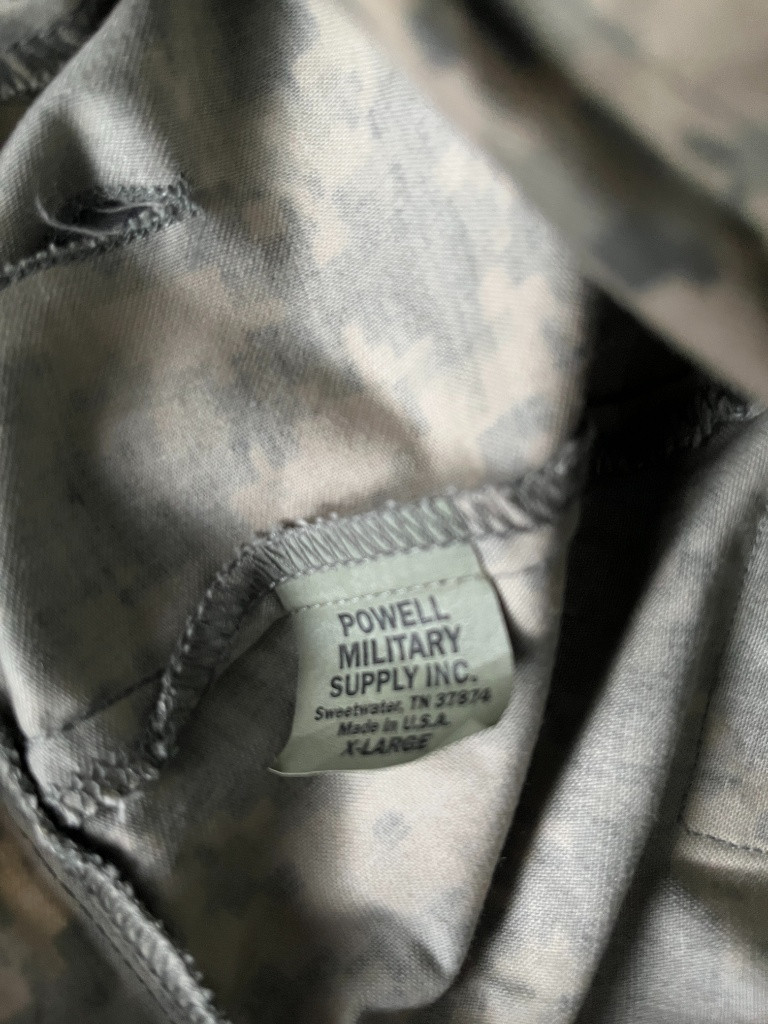 POWELL
MILITARY
SUPPLY INC.
Sweetwater, TN 37874
Made in U.S.A.
X-LARGE